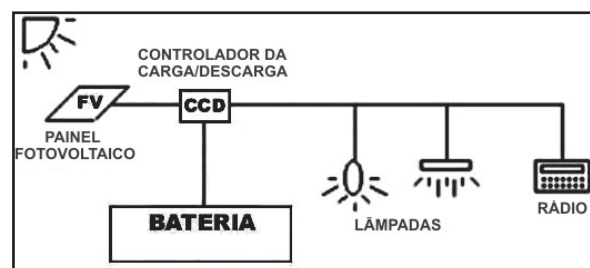 CONTROLADOR DA
CARGA/DESCARGA
FV
CCD
PAINEL
FOTOVOLTAICO
BATERIA
LÂMPADAS
RÁDIO